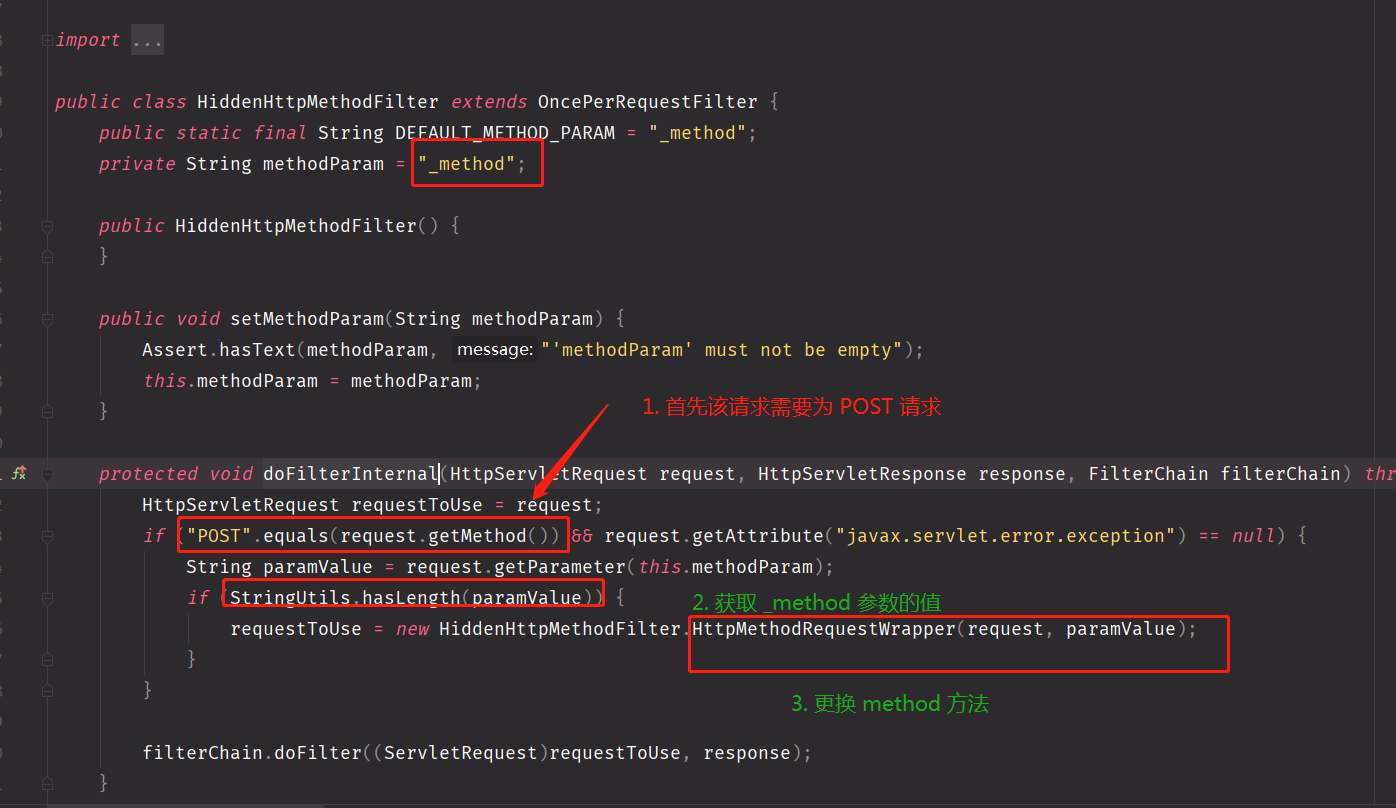 import ...
public class HiddenHttpMethodFilter extends OncePerRequestFilter {
public static final String DEFAULT_METHOD_PARAM = "_method";
private String methodParam = "_method";
public HiddenHttpMethodFilter() {
}
public void setMethodParam(String methodParam) {
Assert.hasText(methodParam, message: "'methodParam' must not be empty");
this.methodParam = methodParam;
}
1. 首先该请求需要为 POST 请求
protected void doFilterInternal(HttpServletRequest request, HttpServletResponse response, FilterChain filterChain) thr
HttpServletRequest requestToUse = request;
if ("POST".equals(request.getMethod()) && request.getAttribute("javax.servlet.error.exception") == null) {
String paramValue = request.getParameter(this.methodParam);
if (StringUtils.hasLength(paramValue)) {
2. 获取 _method 参数的值
requestToUse = new HiddenHttpMethodFilter.HttpMethodRequestWrapper(request, paramValue);
}
}
3. 更换 method 方法
filterChain.doFilter((ServletRequest)requestToUse, response);
}